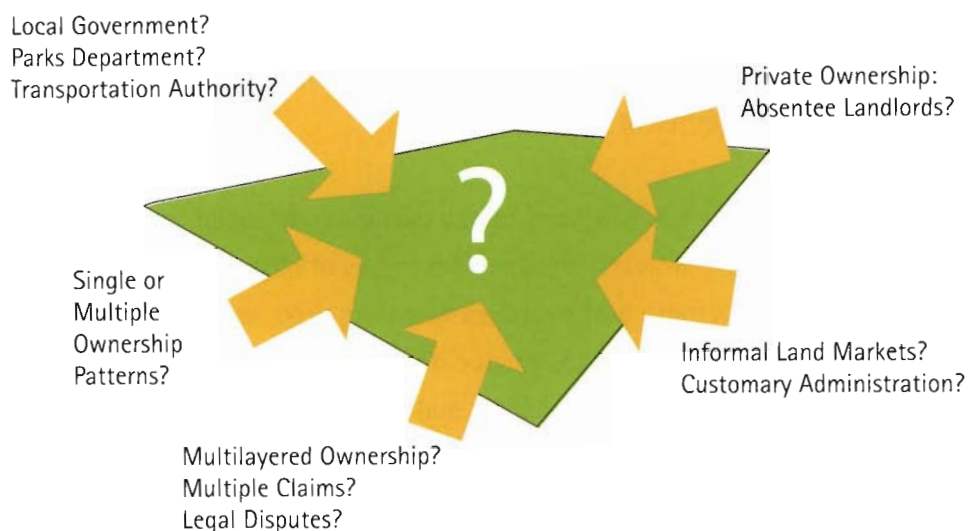 Local Government?
Parks Department?
Transportation Authority?
Private Ownership:
Absentee Landlords?
?
Single or
Multiple
Ownership
Patterns?
Informal Land Markets?
Customary Administration?
Multilayered Ownership?
Multiple Claims?
Legal Disputes?